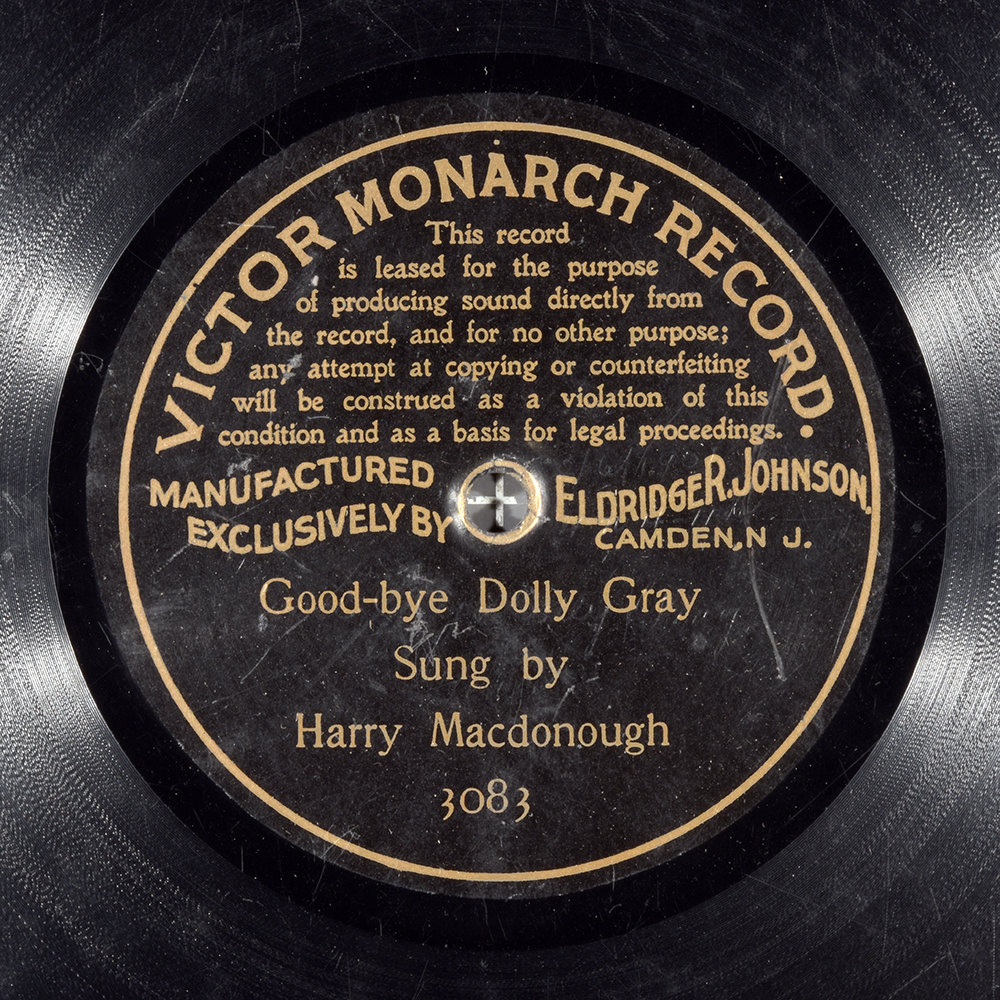 VICTOR MONARCH RECORD.
This record
is leased for the purpose
of producing sound directly from
the record, and for no other purpose;
any attempt at copying or counterfeiting
will be construed as a violation of this
condition and as a basis for legal proceedings.
MANUFACTURED
EXCLUSIVELY BY
ELDRIDGE R. JOHNSON,
CAMDEN, N J.
Good-bye Dolly Gray
Sung by
Harry Macdonough
3083